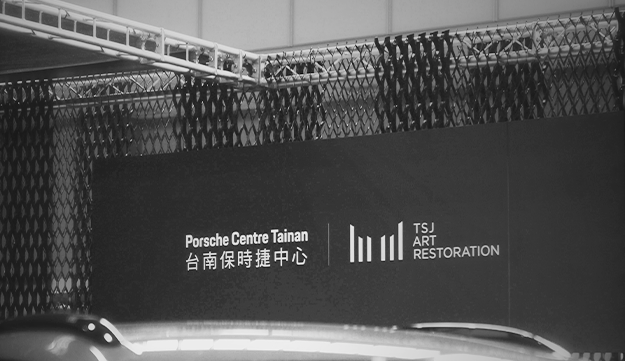 Porsche Centre Tainan
台南保時捷中心
TSJ
ART
RESTORATION